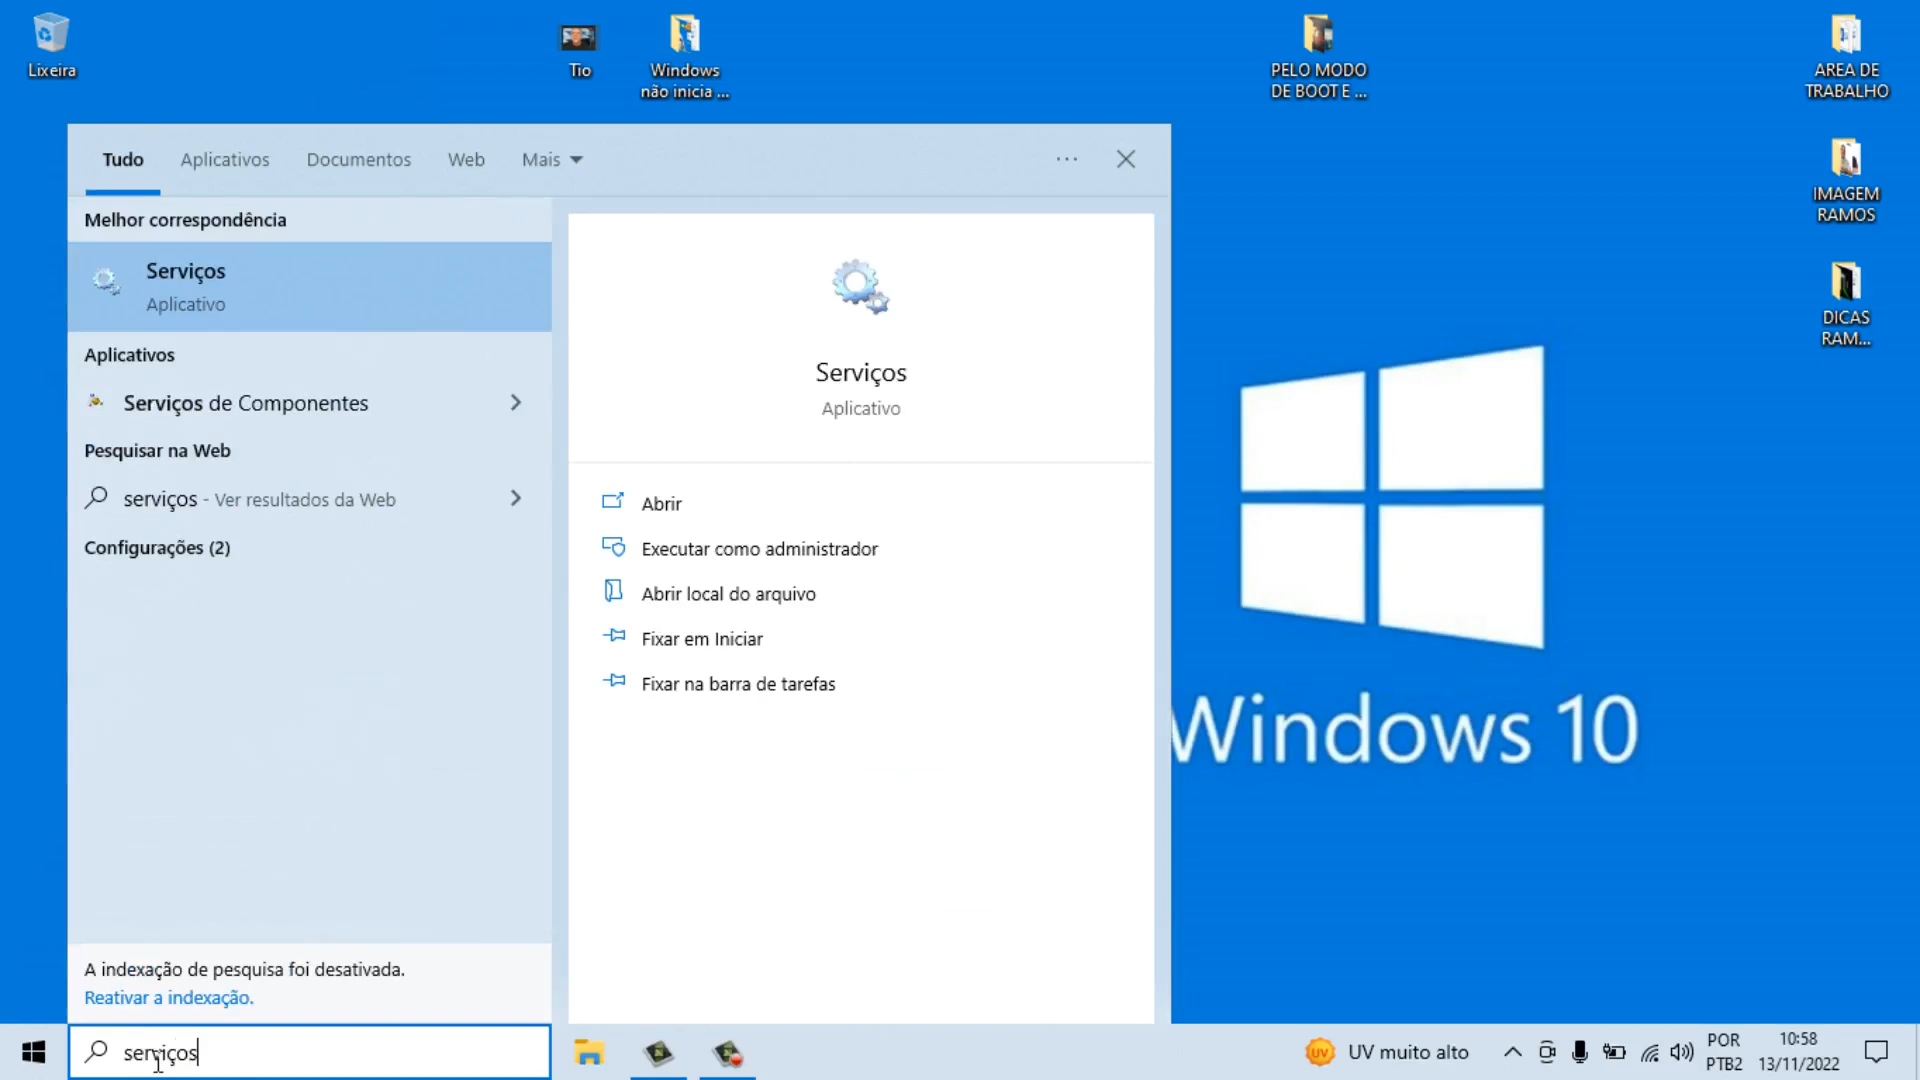 Lixeira
Tio
Windows
não inicia ...
PELO MODO
DE BOOT E ...
AREA DE
TRABALHO
IMAGEM
RAMOS
DICAS
RAM...
Tudo
Aplicativos
Documentos
Web
Mais
Melhor correspondência
Serviços
Aplicativo
Aplicativos
Serviços de Componentes
Pesquisar na Web
serviços - Ver resultados da Web
Configurações (2)
Serviços
Aplicativo
Abrir
Executar como administrador
Abrir local do arquivo
Fixar em Iniciar
Fixar na barra de tarefas
Windows 10
A indexação de pesquisa foi desativada.
Reativar a indexação.
serviços
UV
UV muito alto
POR
PTB2
10:58
13/11/2022